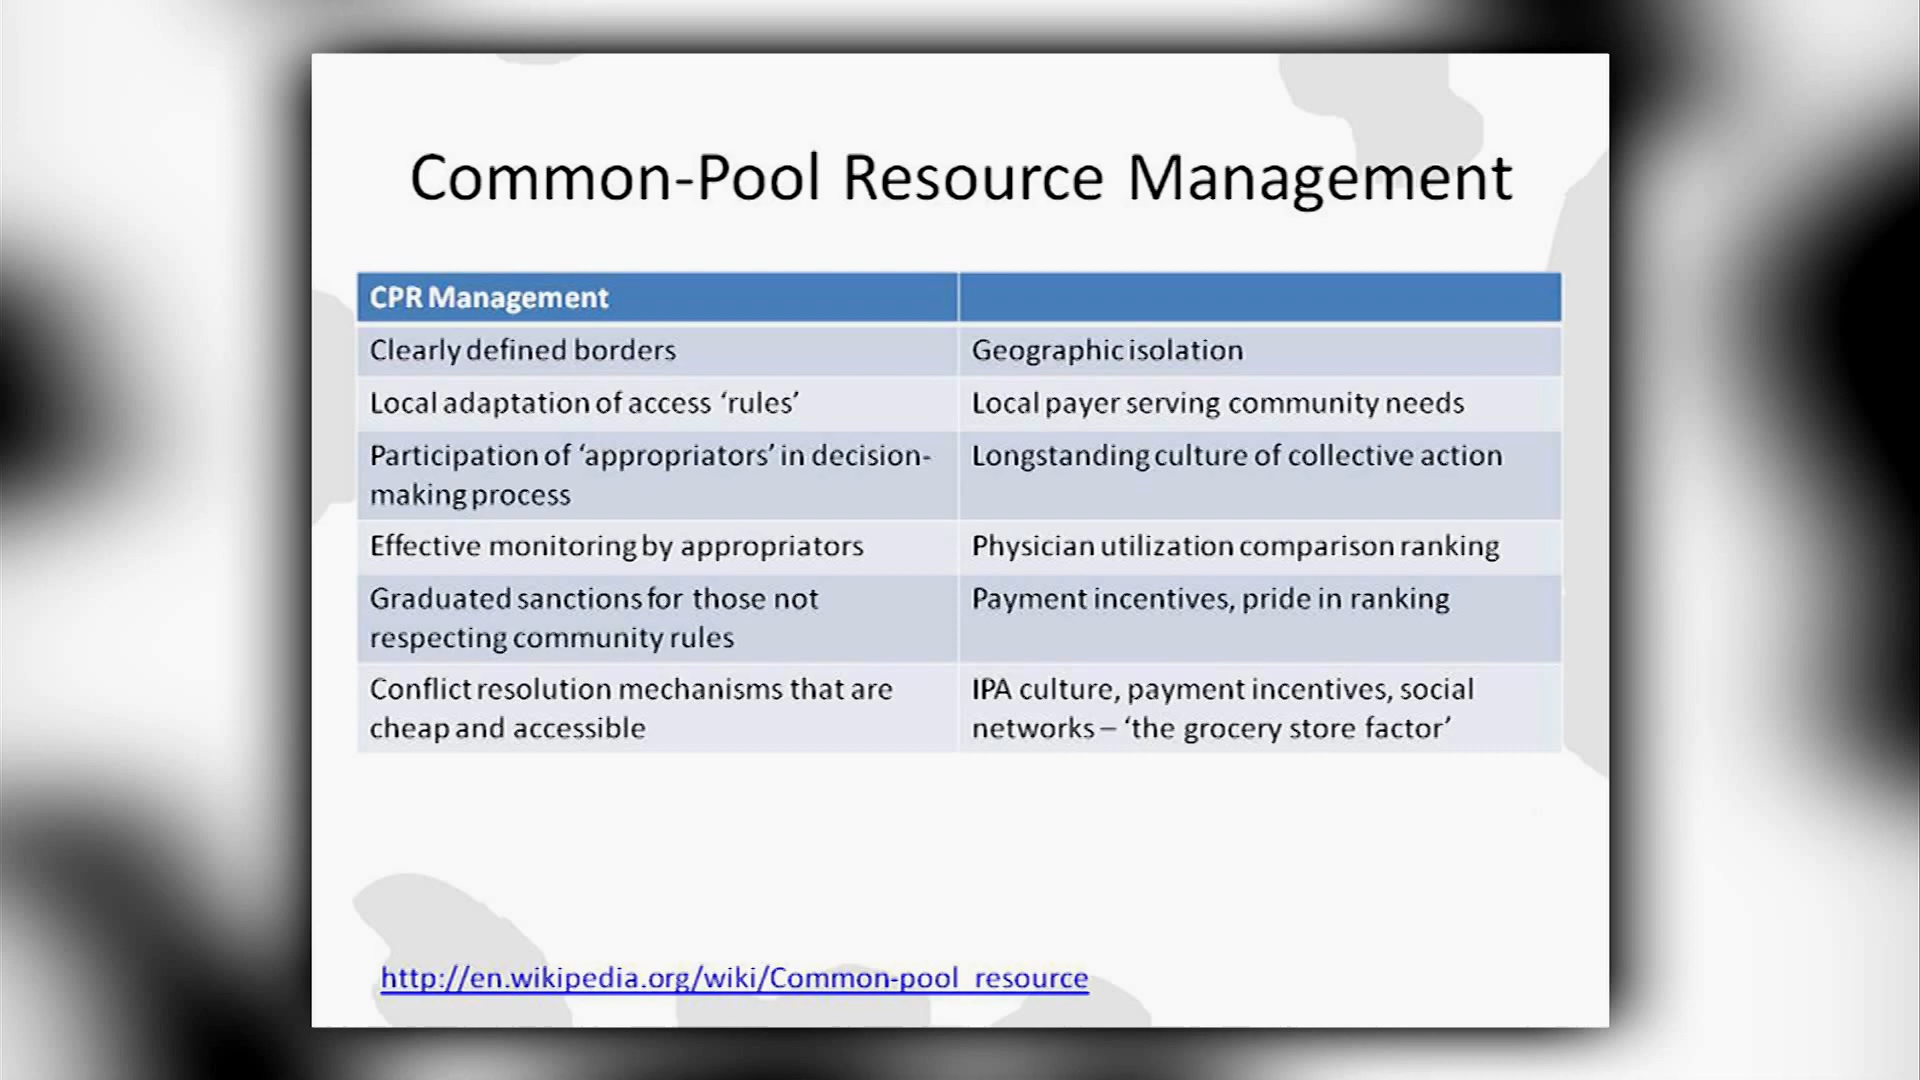 Common-Pool Resource Management
CPR Management
Clearly defined borders
Geographic isolation
Local adaptation of access ‘rules’
Local payer serving community needs
Participation of ‘appropriators’ in decision-
making process
Longstanding culture of collective action
Effective monitoring by appropriators
Physician utilization comparison ranking
Graduated sanctions for those not
respecting community rules
Payment incentives, pride in ranking
Conflict resolution mechanisms that are
cheap and accessible
IPA culture, payment incentives, social
networks – ‘the grocery store factor’
http://en.wikipedia.org/wiki/Common-pool_resource